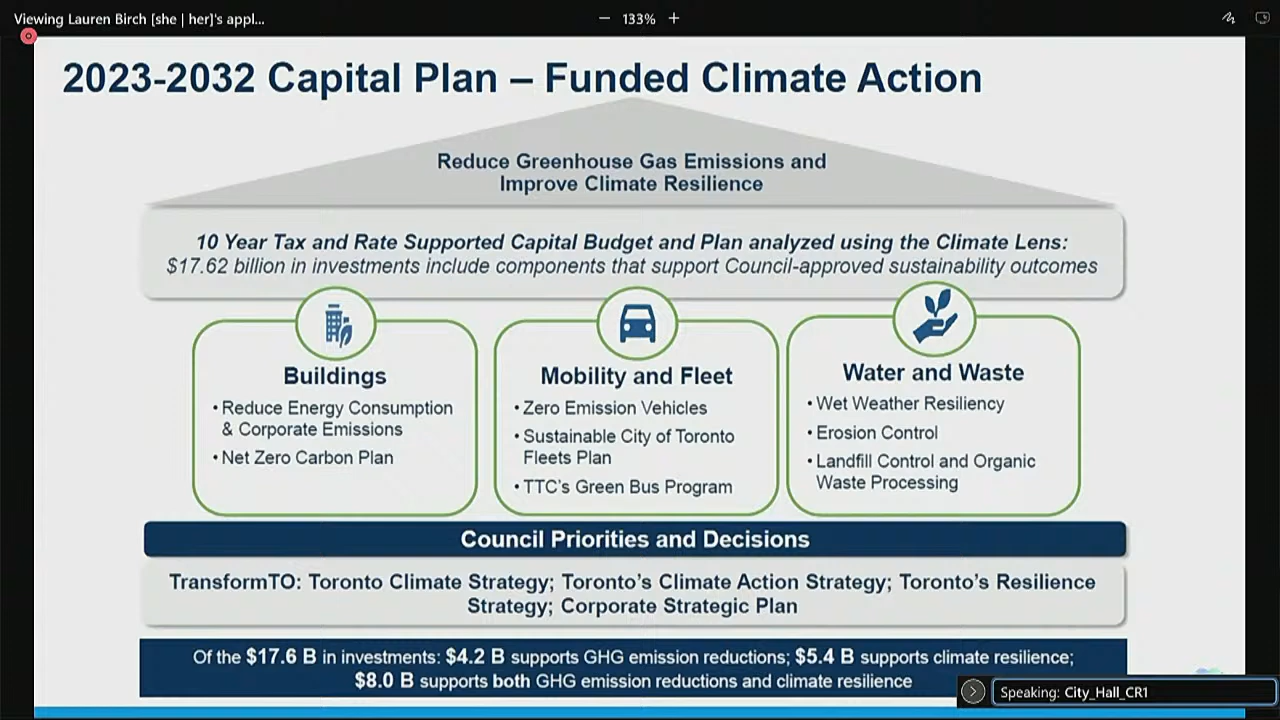 Viewing Lauren Birch [she | her]'s appl...
133%
2023-2032 Capital Plan – Funded Climate Action
Reduce Greenhouse Gas Emissions and
Improve Climate Resilience
10 Year Tax and Rate Supported Capital Budget and Plan analyzed using the Climate Lens:
$17.62 billion in investments include components that support Council-approved sustainability outcomes
Buildings
• Reduce Energy Consumption
& Corporate Emissions
• Net Zero Carbon Plan
Mobility and Fleet
• Zero Emission Vehicles
• Sustainable City of Toronto
Fleets Plan
• TTC's Green Bus Program
Water and Waste
• Wet Weather Resiliency
• Erosion Control
• Landfill Control and Organic
Waste Processing
Council Priorities and Decisions
TransformTO: Toronto Climate Strategy; Toronto's Climate Action Strategy; Toronto's Resilience
Strategy; Corporate Strategic Plan
Of the $17.6 B in investments: $4.2 B supports GHG emission reductions; $5.4 B supports climate resilience;
$8.0 B supports both GHG emission reductions and climate resilience
Speaking: City_Hall_CR1